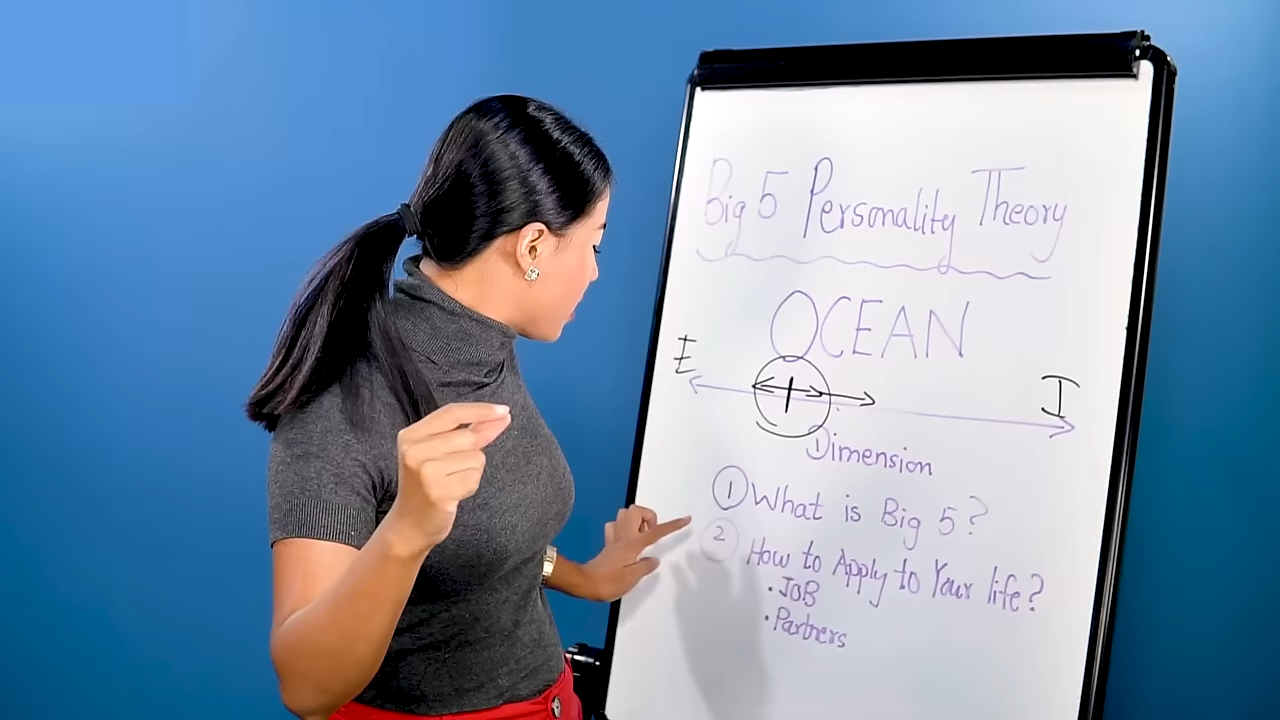 Big 5 Personality Theory
OCEAN
E I
Dimension
1 What is Big 5?
2 How to Apply to Your life?
• JOB
• Partners